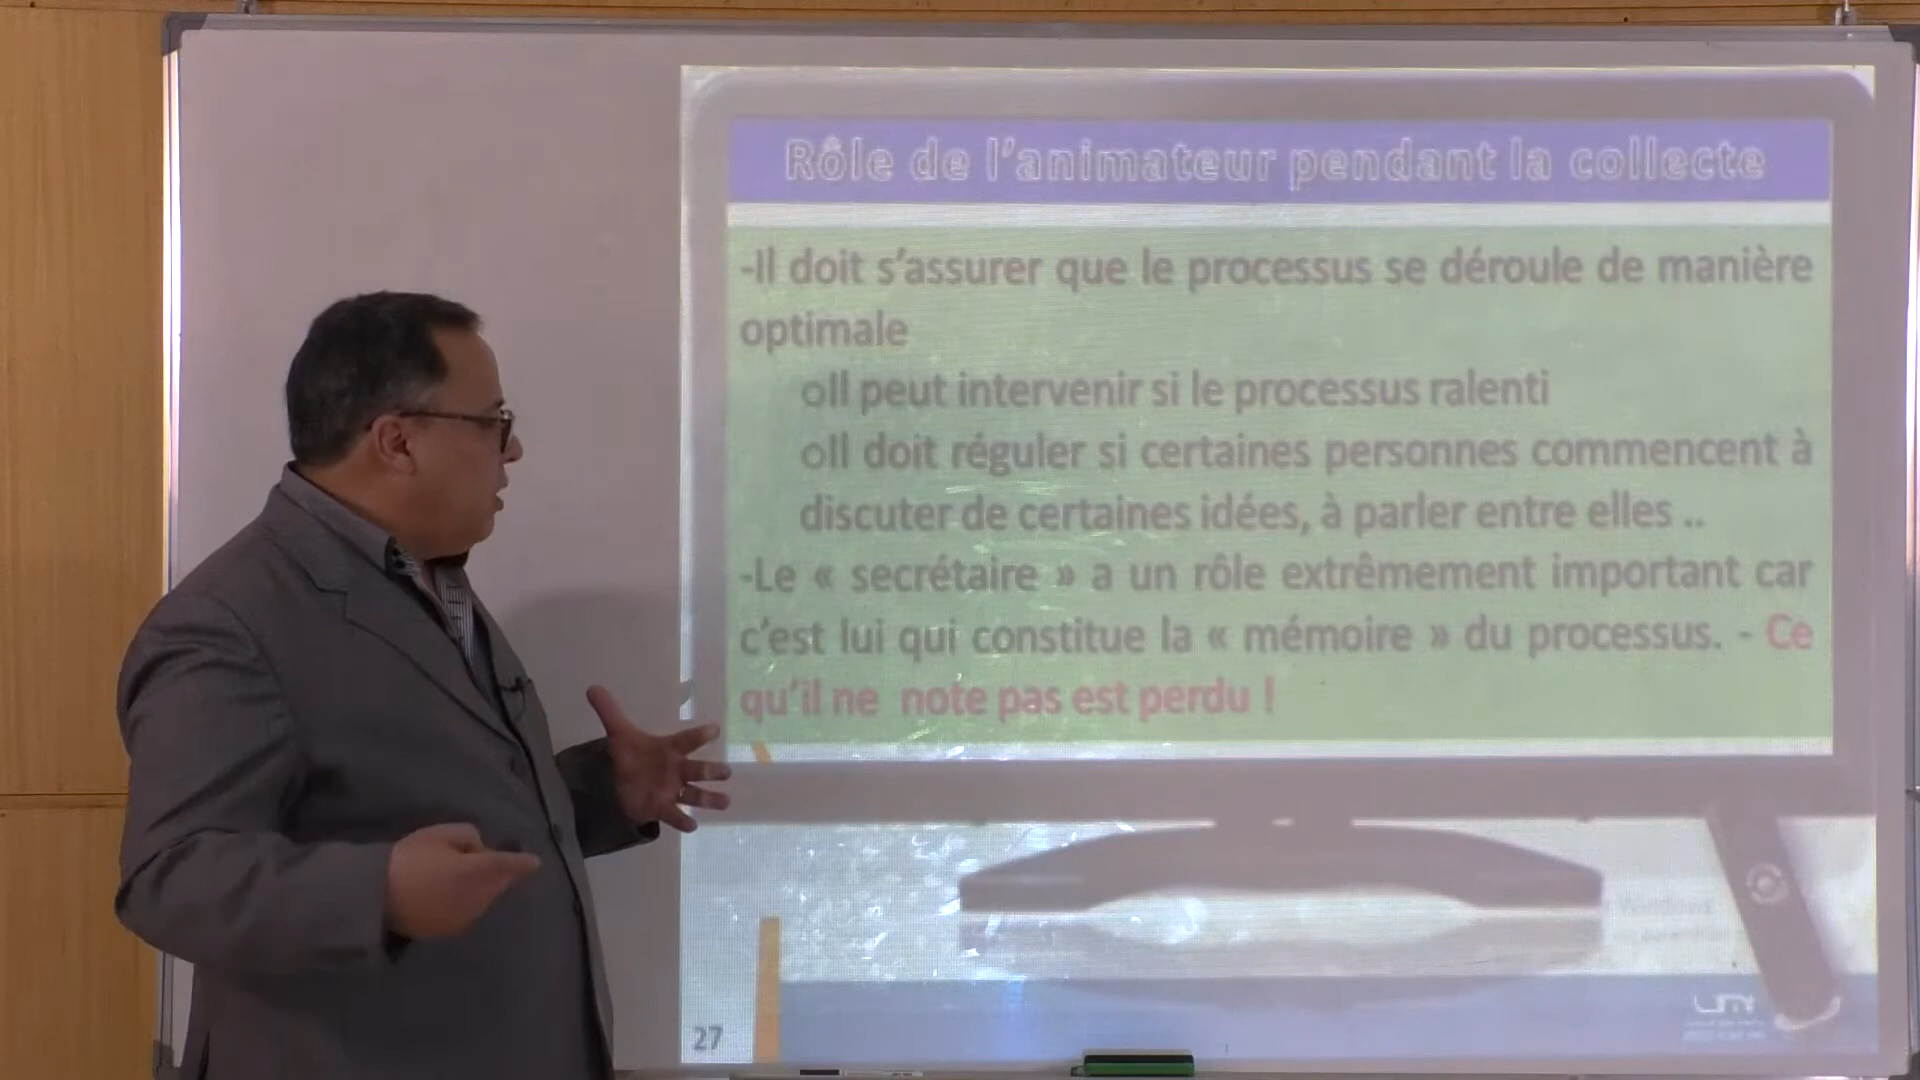 Rôle de l'animateur pendant la collecte
-Il doit s'assurer que le processus se déroule de manière
optimale
oIl peut intervenir si le processus ralenti
oIl doit réguler si certaines personnes commencent à
discuter de certaines idées, à parler entre elles ..
-Le « secrétaire » a un rôle extrêmement important car
c'est lui qui constitue la « mémoire » du processus. - Ce
qu'il ne note pas est perdu !
27